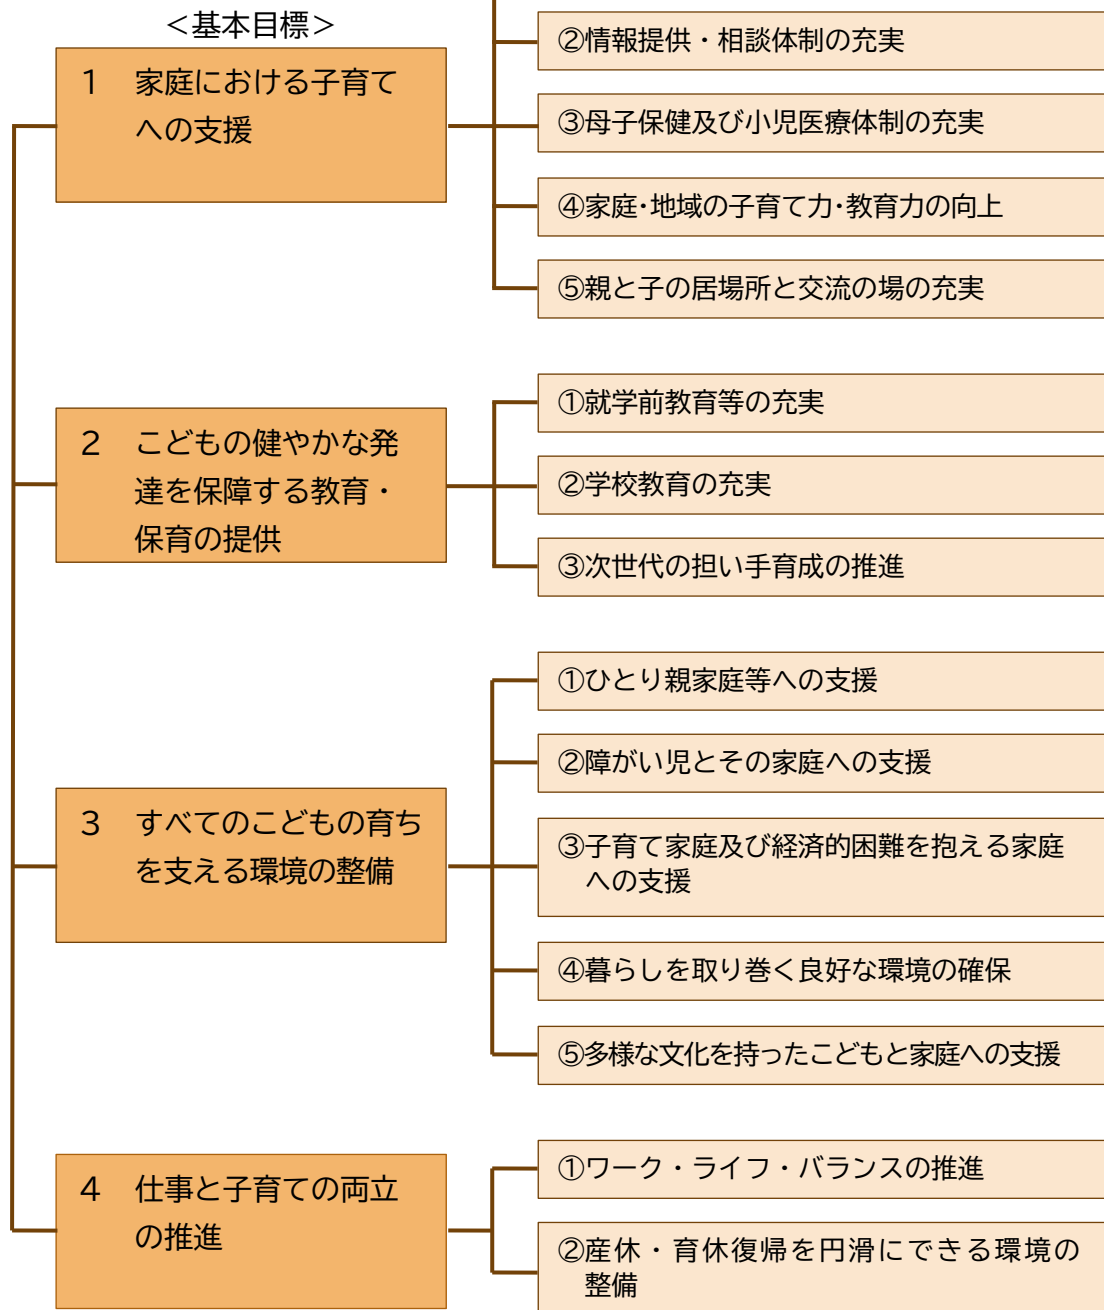 ＜基本目標＞
1　家庭における子育て
への支援
②情報提供・相談体制の充実
③母子保健及び小児医療体制の充実
④家庭･地域の子育て力･教育力の向上
⑤親と子の居場所と交流の場の充実
2　こどもの健やかな発
達を保障する教育・
保育の提供
①就学前教育等の充実
②学校教育の充実
③次世代の担い手育成の推進
3　すべてのこどもの育ち
を支える環境の整備
①ひとり親家庭等への支援
②障がい児とその家庭への支援
③子育て家庭及び経済的困難を抱える家庭
への支援
④暮らしを取り巻く良好な環境の確保
⑤多様な文化を持ったこどもと家庭への支援
4　仕事と子育ての両立
の推進
①ワーク・ライフ・バランスの推進
②産休・育休復帰を円滑にできる環境の
整備